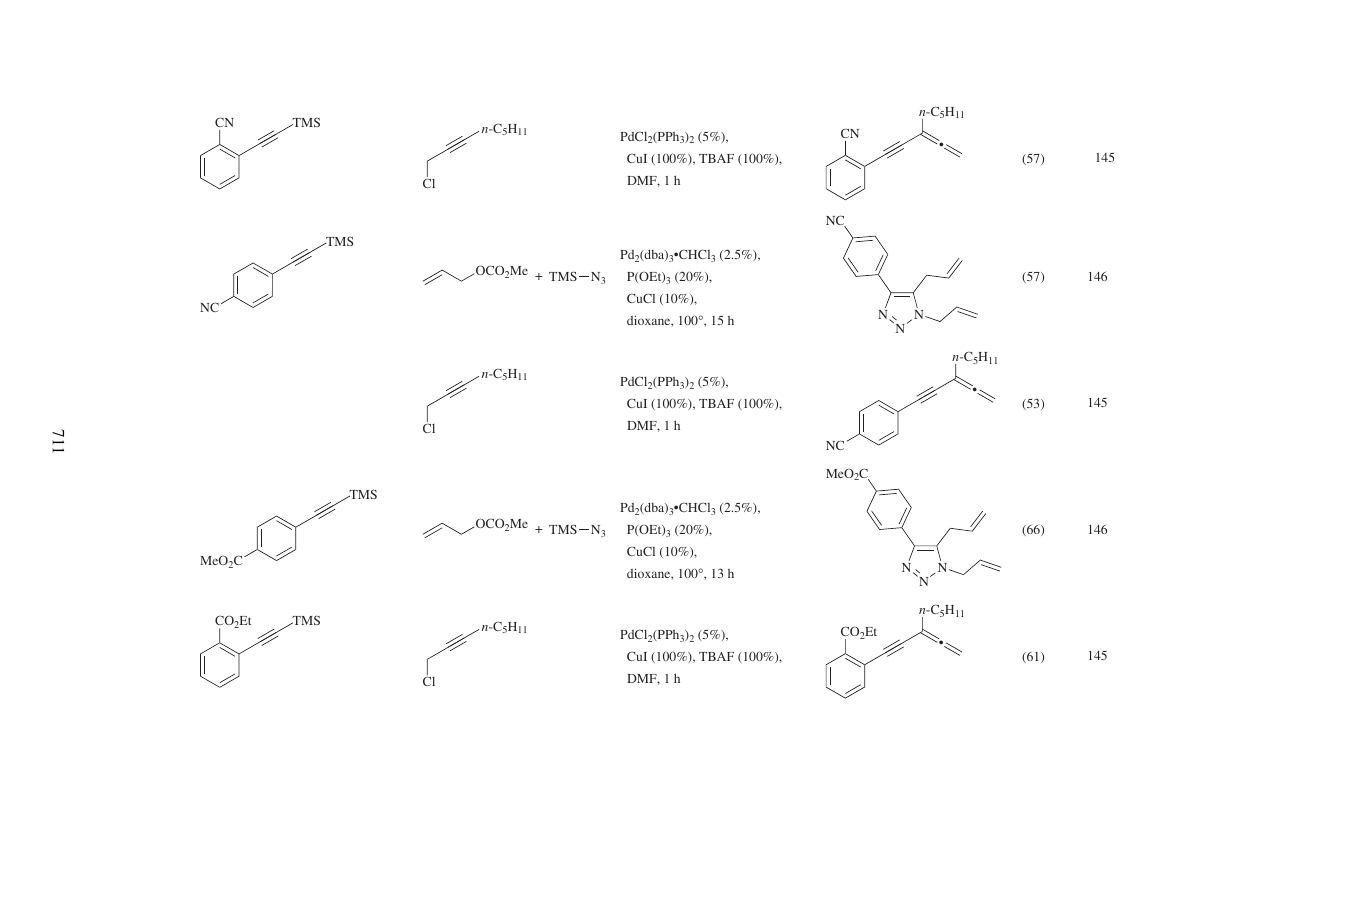 CN
TMS
n-C5H11
Cl
PdCl2(PPh3)2 (5%),
CuI (100%), TBAF (100%),
DMF, 1 h
n-C5H11
CN
(57)
145
TMS
NC
OCO2Me + TMS—N3
Pd2(dba)3•CHCl3 (2.5%),
P(OEt)3 (20%),
CuCl (10%),
dioxane, 100°, 15 h
NC
N
N
N
(57)
146
n-C5H11
Cl
PdCl2(PPh3)2 (5%),
CuI (100%), TBAF (100%),
DMF, 1 h
n-C5H11
NC
(53)
145
711
TMS
MeO2C
OCO2Me + TMS—N3
Pd2(dba)3•CHCl3 (2.5%),
P(OEt)3 (20%),
CuCl (10%),
dioxane, 100°, 13 h
MeO2C
N
N
N
(66)
146
CO2Et
TMS
n-C5H11
Cl
PdCl2(PPh3)2 (5%),
CuI (100%), TBAF (100%),
DMF, 1 h
n-C5H11
CO2Et
(61)
145